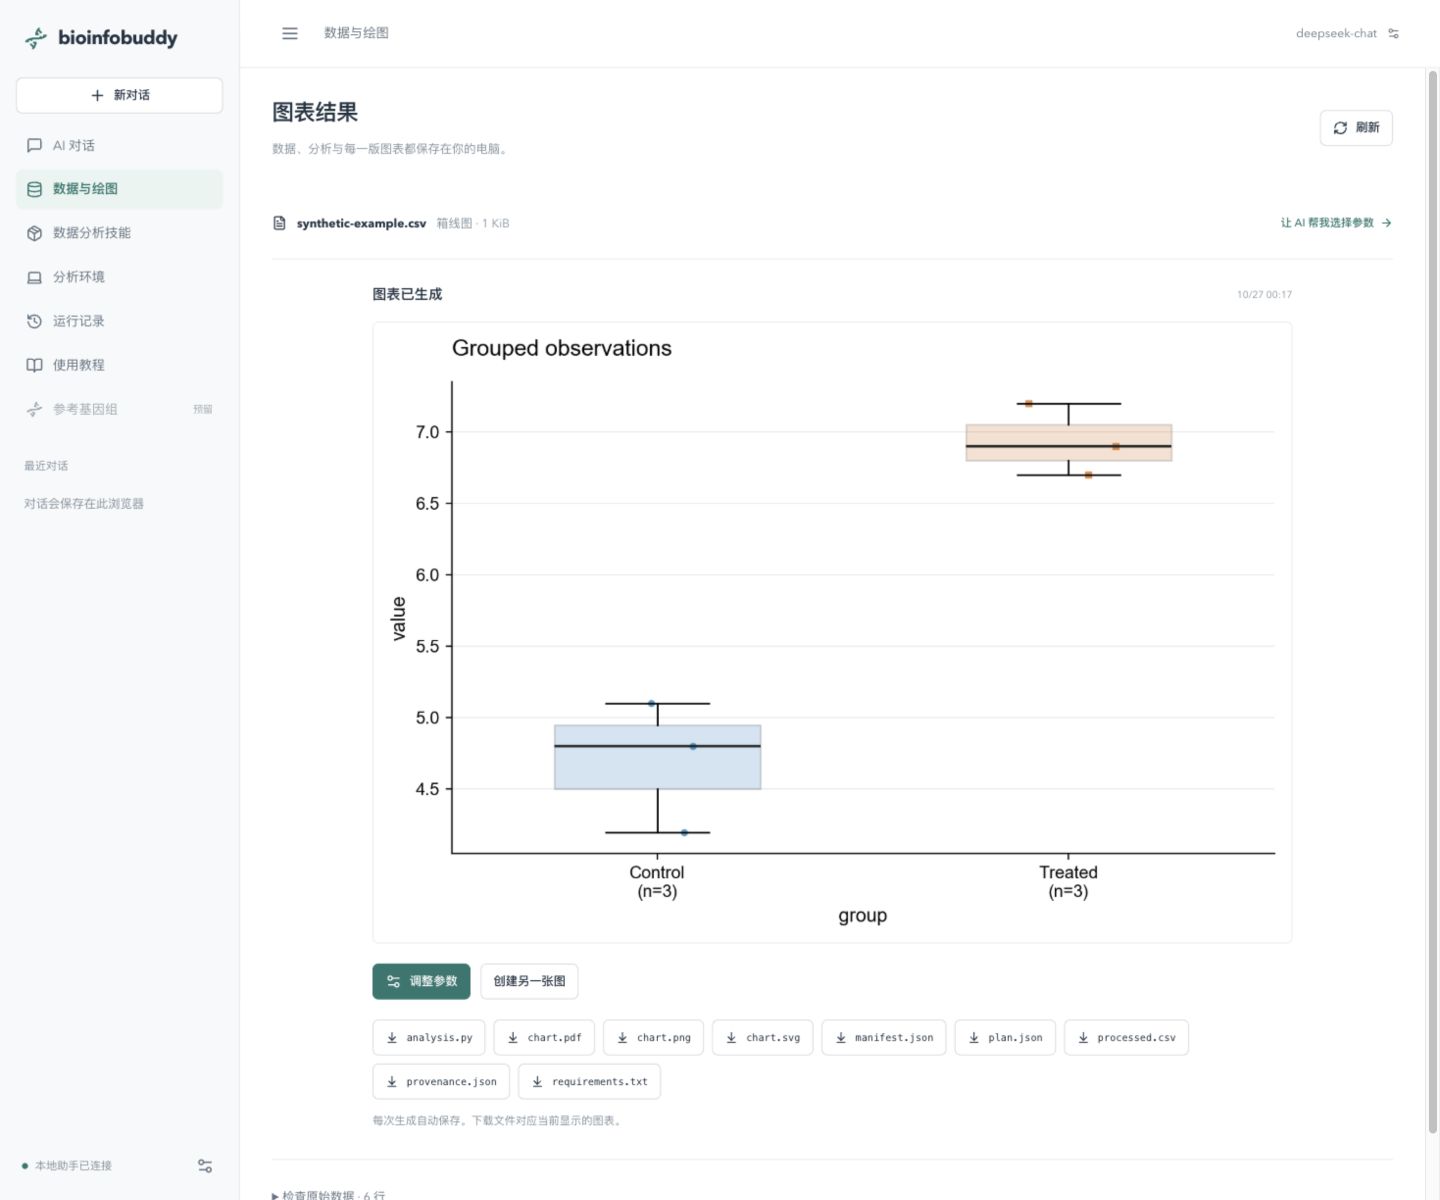 bioinfobuddy
新对话
AI 对话
数据与绘图
数据分析技能
分析环境
运行记录
使用教程
参考基因组 预留
最近对话
对话会保存在此浏览器
本地助手已连接
数据与绘图
deepseek-chat
图表结果
数据、分析与每一版图表都保存在你的电脑。
刷新
synthetic-example.csv 箱线图 · 1 KiB
让 AI 帮我选择参数 →
图表已生成
10/27 00:17
Grouped observations
7.0
6.5
6.0
5.5
5.0
4.5
value
Control
(n=3)
Treated
(n=3)
group
调整参数
创建另一张图
analysis.py
chart.pdf
chart.png
chart.svg
manifest.json
plan.json
processed.csv
provenance.json
requirements.txt
每次生成自动保存。下载文件对应当前显示的图表。
检查原始数据 · 6 行